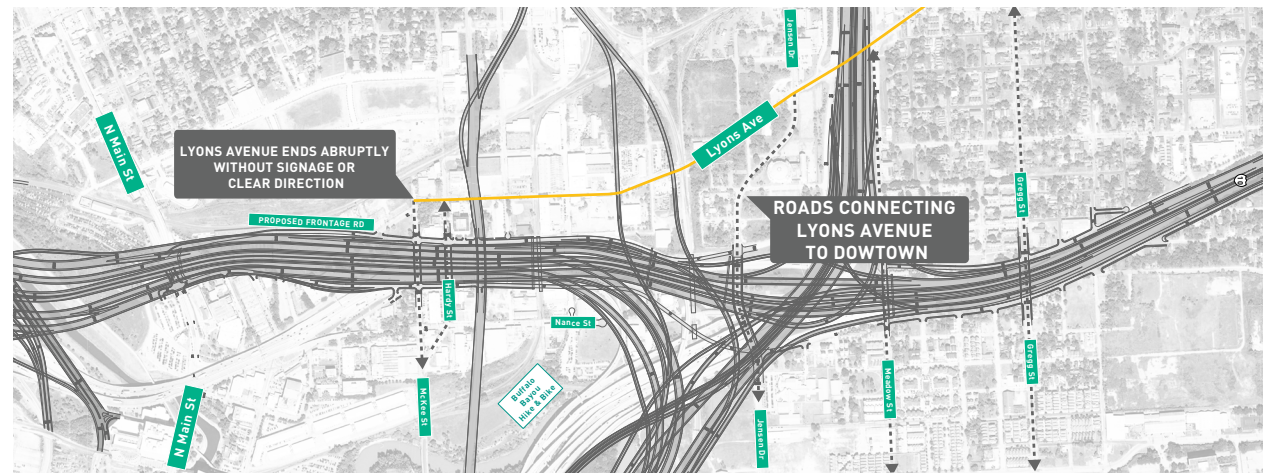 Jensen Dr
N Main St
Lyons Ave
LYONS AVENUE ENDS ABRUPTLY
WITHOUT SIGNAGE OR
CLEAR DIRECTION
ROADS CONNECTING
LYONS AVENUE
TO DOWTOWN
Gregg St
PROPOSED FRONTAGE RD
Hardy St
Nance St
Buffalo
Bayou
Hike & Bike
McKee St
N Main St
Jensen Dr
Meadow St
Gregg St